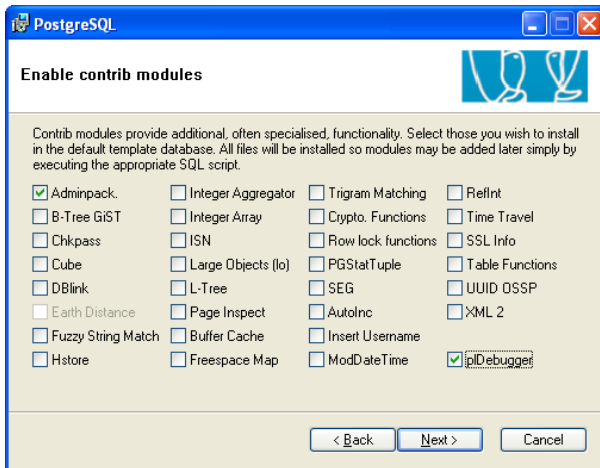 PostgreSQL
Enable contrib modules
Contrib modules provide additional, often specialised, functionality. Select those you wish to install
in the default template database. All files will be installed so modules may be added later simply by
executing the appropriate SQL script.
Adminpack. Integer Aggregator Trigram Matching RefInt
B-Tree GiST Integer Array Crypto. Functions Time Travel
Chkpass ISN Row lock functions SSL Info
Cube Large Objects (lo) PGStatTuple Table Functions
DBlink L-Tree SEG UUID OSSP
Earth Distance Page Inspect AutoInc XML 2
Fuzzy String Match Buffer Cache Insert Username
Hstore Freespace Map ModDateTime plDebugger
< Back Next > Cancel